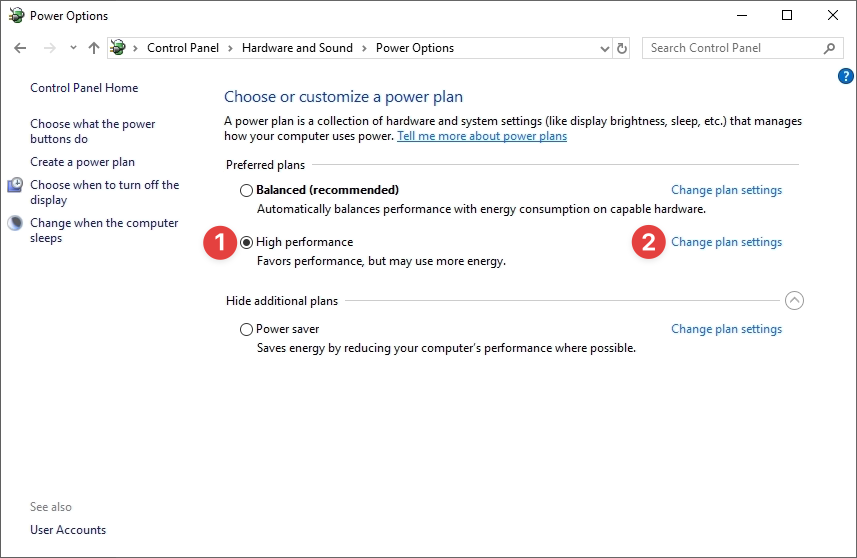 Power Options
Control Panel > Hardware and Sound > Power Options
Search Control Panel
?
Control Panel Home
Choose what the power
buttons do
Create a power plan
Choose when to turn off the
display
Change when the computer
sleeps
Choose or customize a power plan
A power plan is a collection of hardware and system settings (like display brightness, sleep, etc.) that manages
how your computer uses power. Tell me more about power plans
Preferred plans
Balanced (recommended) Change plan settings
Automatically balances performance with energy consumption on capable hardware.
1 High performance 2 Change plan settings
Favors performance, but may use more energy.
Hide additional plans
Power saver Change plan settings
Saves energy by reducing your computer's performance where possible.
See also
User Accounts